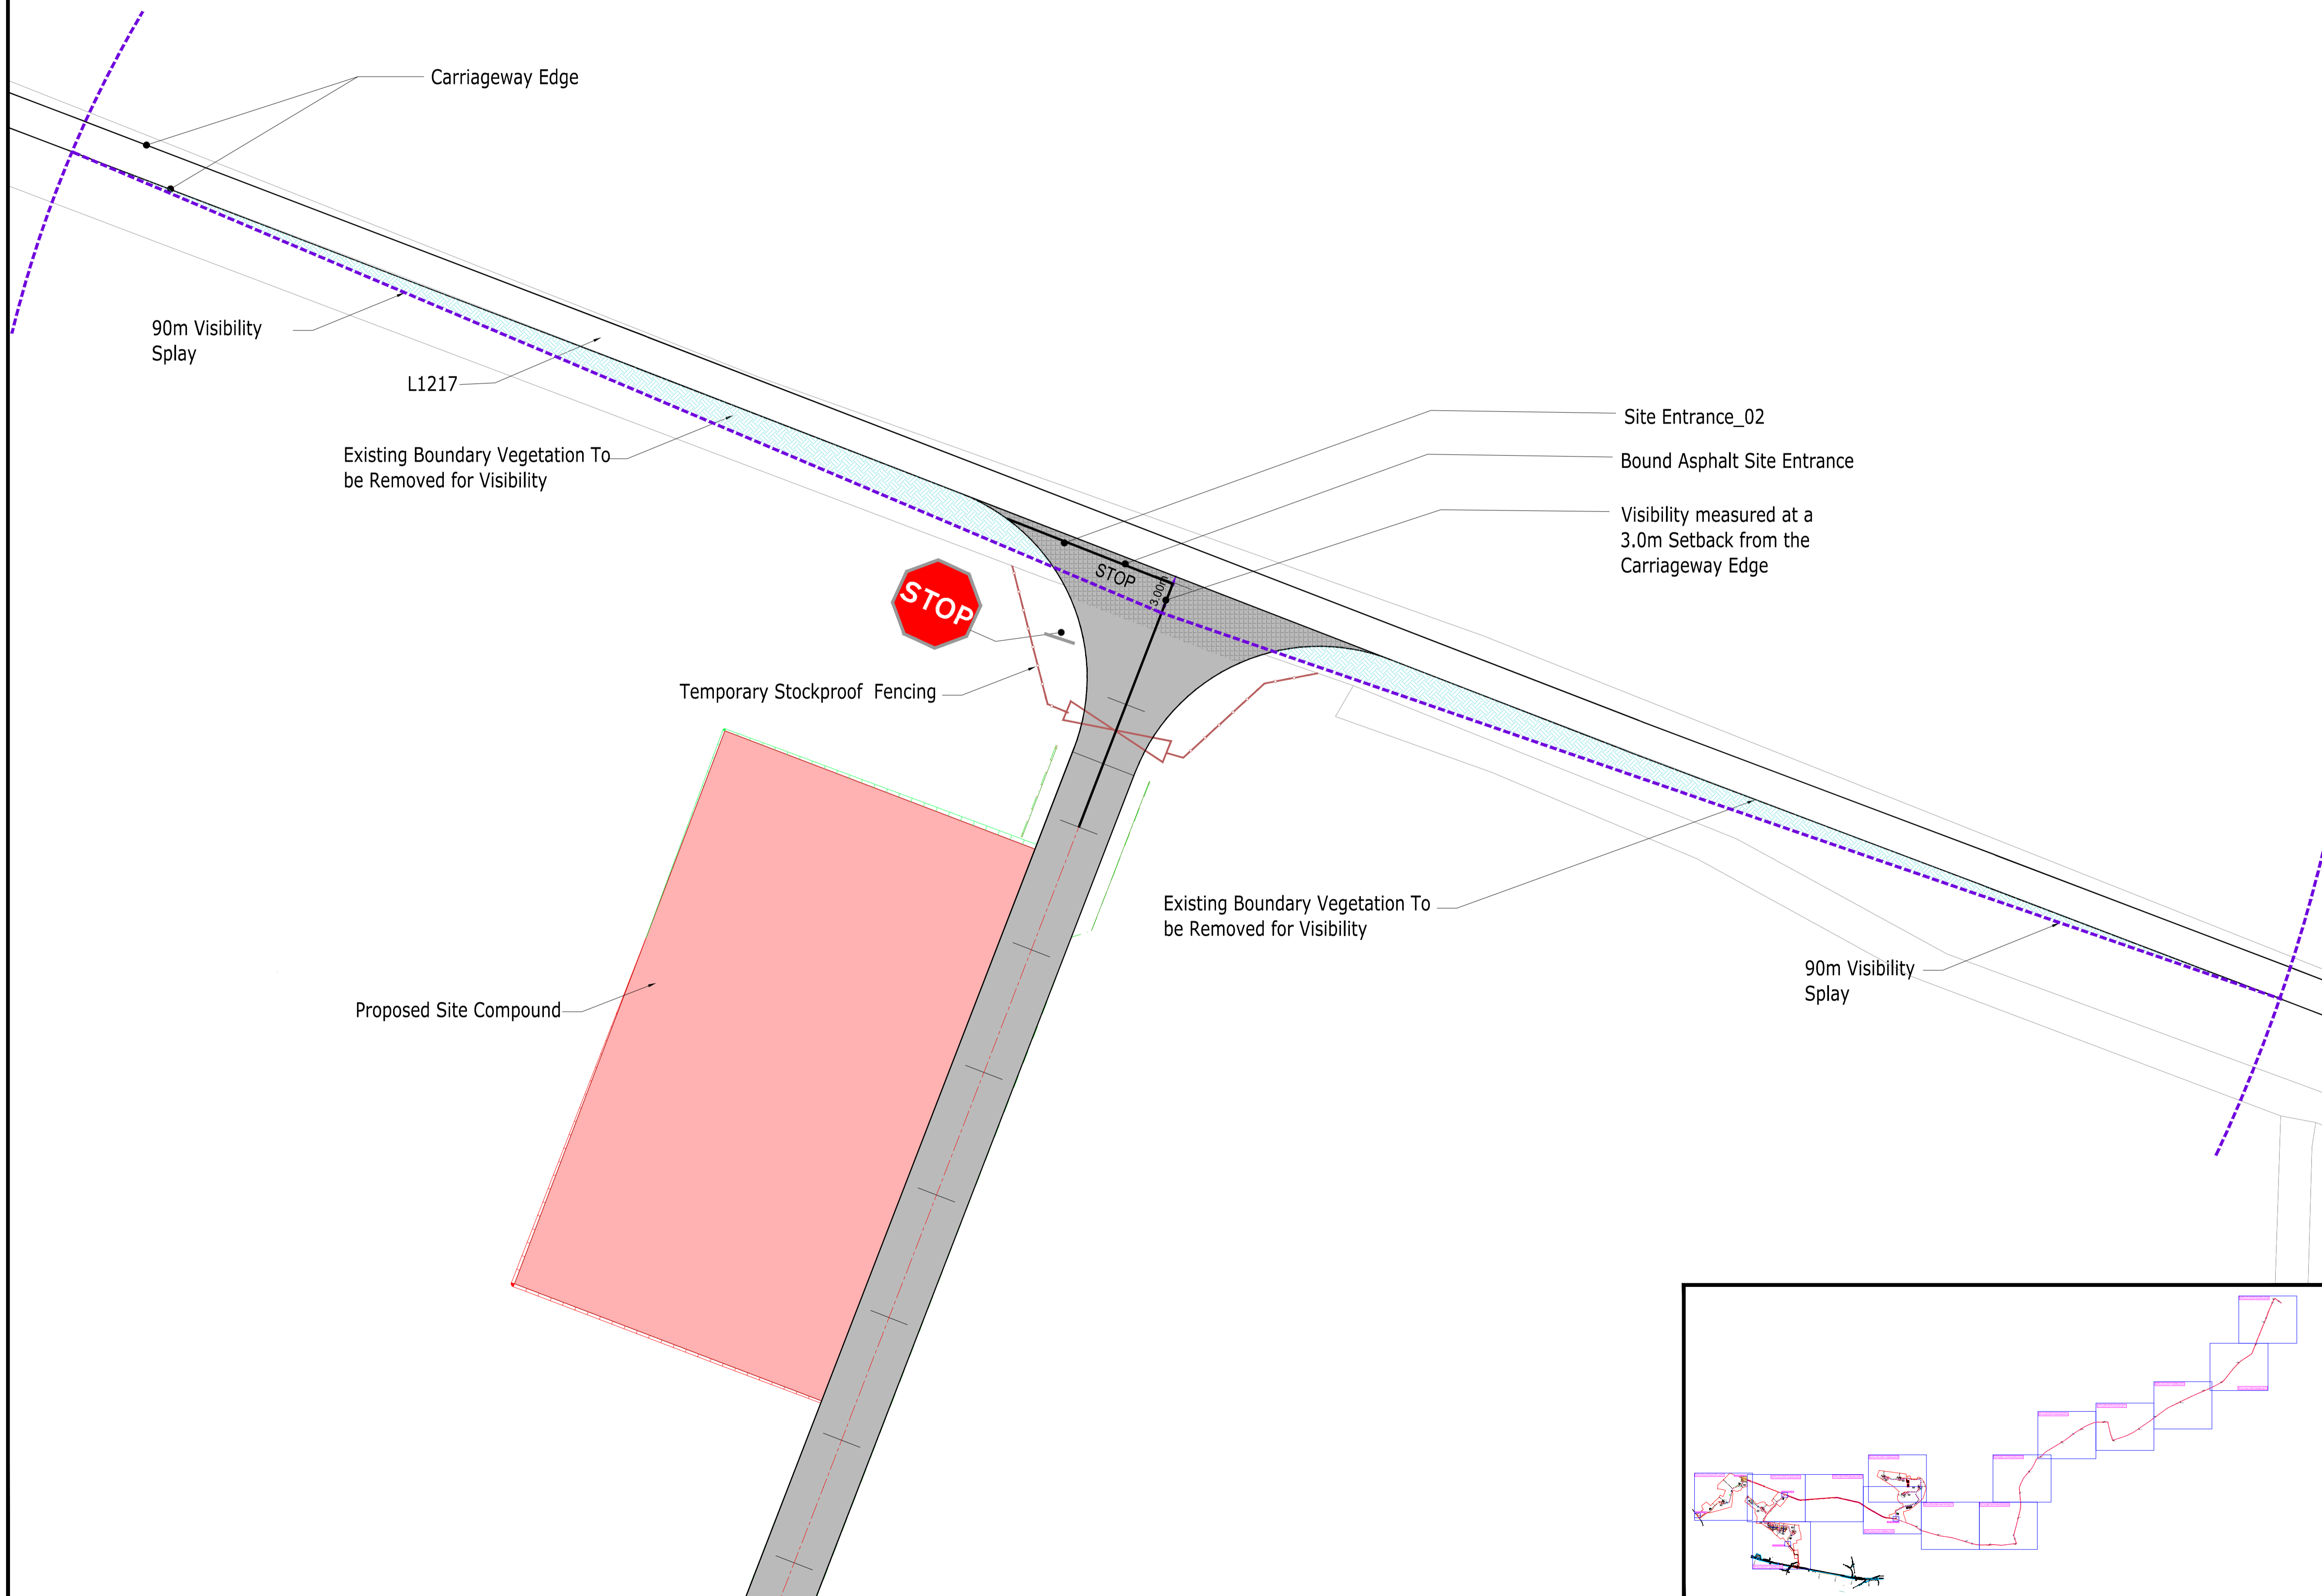 Carriageway Edge
90m Visibility
Splay
L1217
Existing Boundary Vegetation To
be Removed for Visibility
Site Entrance_02
Bound Asphalt Site Entrance
Visibility measured at a
3.0m Setback from the
Carriageway Edge
STOP
3.00m
STOP
Temporary Stockproof  Fencing
Existing Boundary Vegetation To
be Removed for Visibility
90m Visibility
Splay
Proposed Site Compound